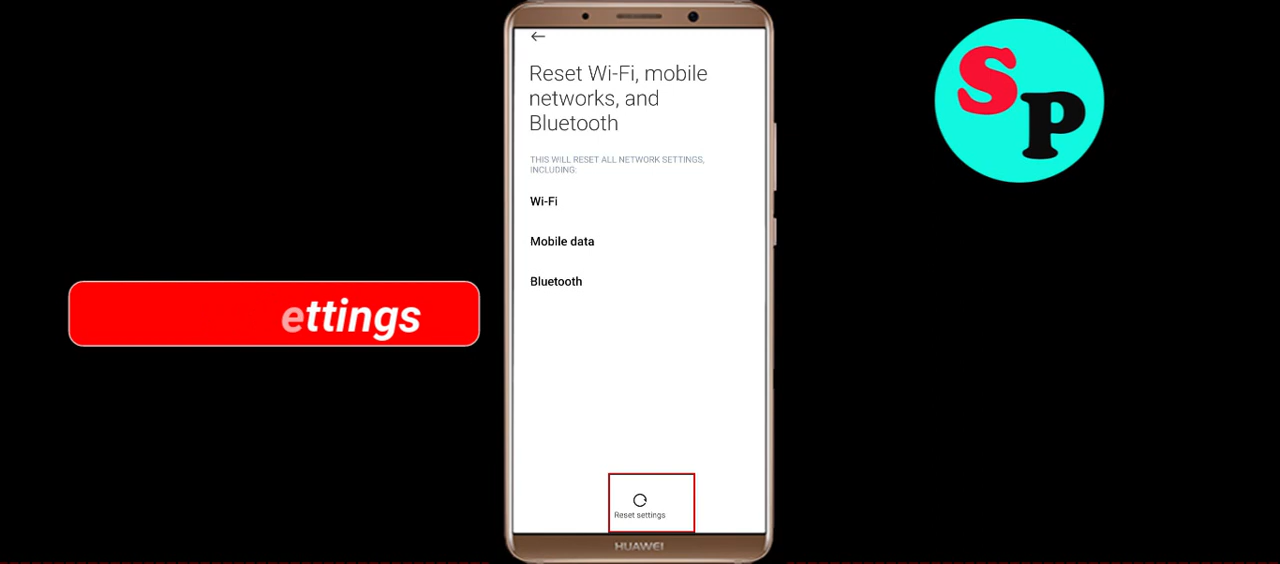 Reset Wi-Fi, mobile
networks, and
Bluetooth
THIS WILL RESET ALL NETWORK SETTINGS,
INCLUDING:
Wi-Fi
Mobile data
Bluetooth
Reset settings
HUAWEI
ettings
SP